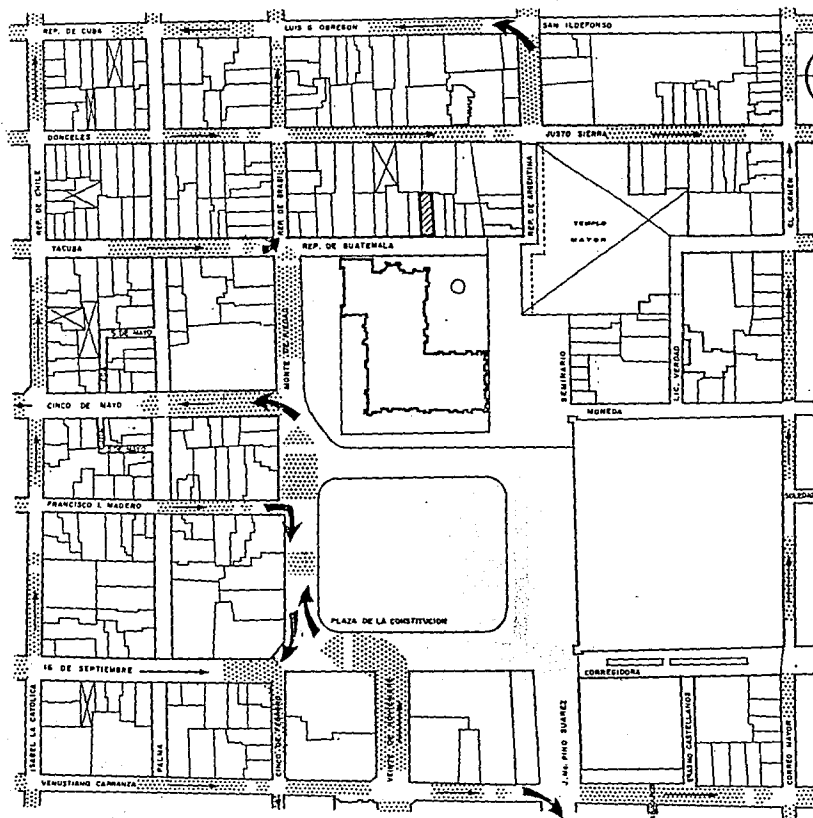 REP. DE CUBA
LUIS G OBREGON
SAN ILDEFONSO
DONCELES
JUSTO SIERRA
REP. DE CHILE
REP. DE BRASIL
REP. DE ARGENTINA
EL CARMEN
TEMPLO
MAYOR
TACUBA
REP. DE GUATEMALA
MONTE DE PIEDAD
5 DE MAYO
SEMINARIO
LIC. VERDAD
CINCO DE MAYO
MONEDA
5 DE MAYO
SOLEDAD
FRANCISCO I. MADERO
PLAZA DE LA CONSTITUCION
16 DE SEPTIEMBRE
CORREGIDORA
ISABEL LA CATOLICA
PALMA
CINCO DE FEBRERO
VEINTE DE NOVIEMBRE
J.Ma. PINO SUAREZ
CORREO MAYOR
VENUSTIANO CARRANZA